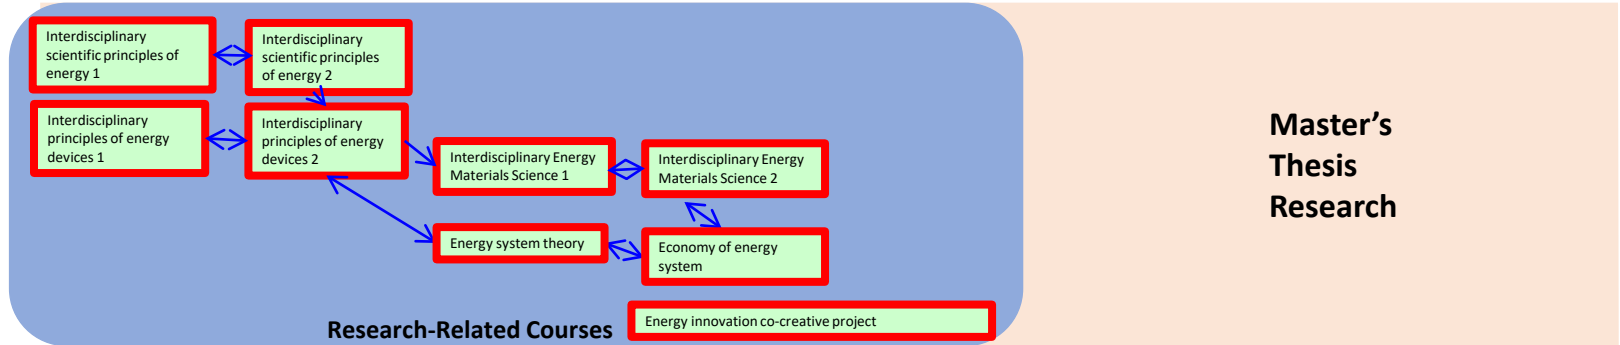 Interdisciplinary
scientific principles of
energy 1
Interdisciplinary
scientific principles
of energy 2
Interdisciplinary
principles of energy
devices 1
Interdisciplinary
principles of energy
devices 2
Interdisciplinary Energy
Materials Science 1
Interdisciplinary Energy
Materials Science 2
Energy system theory
Economy of energy
system
Research-Related Courses
Energy innovation co-creative project
Master's
Thesis
Research